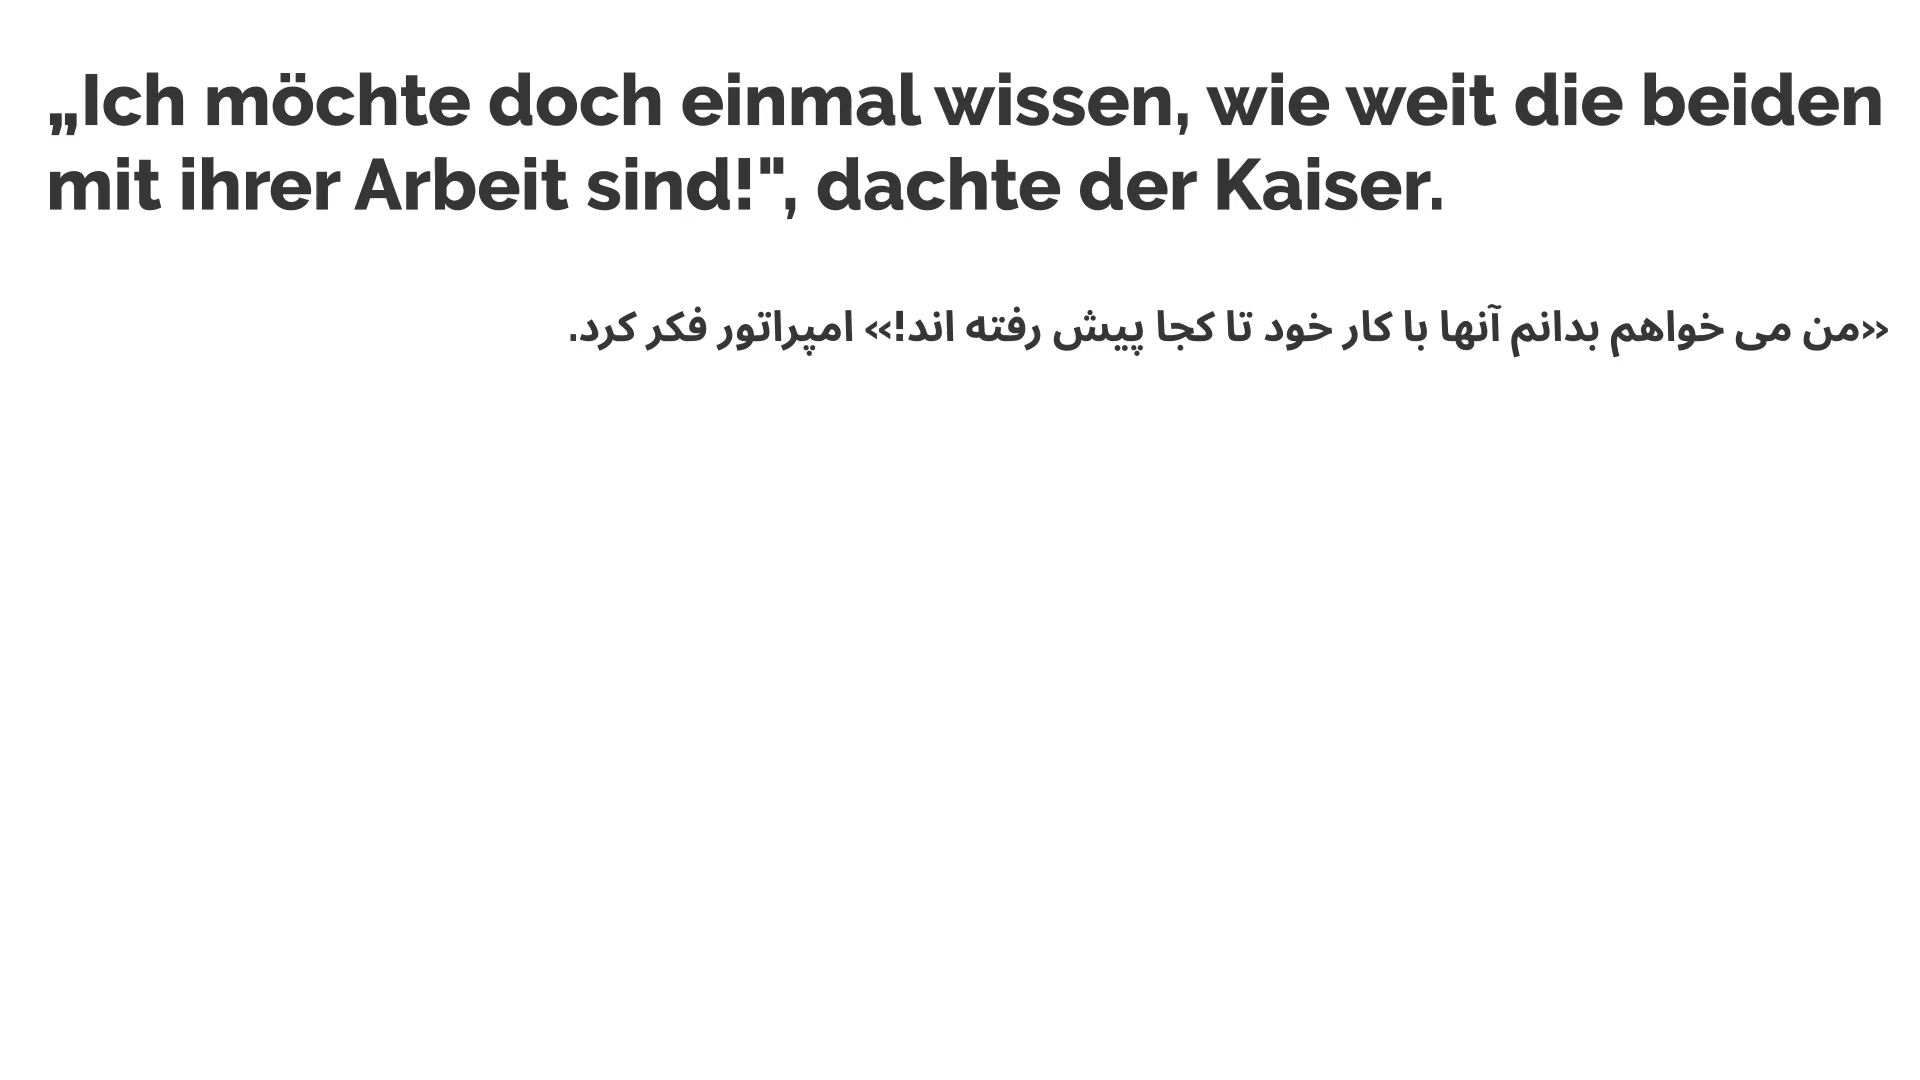 „Ich möchte doch einmal wissen, wie weit die beiden
mit ihrer Arbeit sind!", dachte der Kaiser.
«من می خواهم بدانم آنها با کار خود تا کجا پیش رفته اند!» امپراتور فکر کرد.